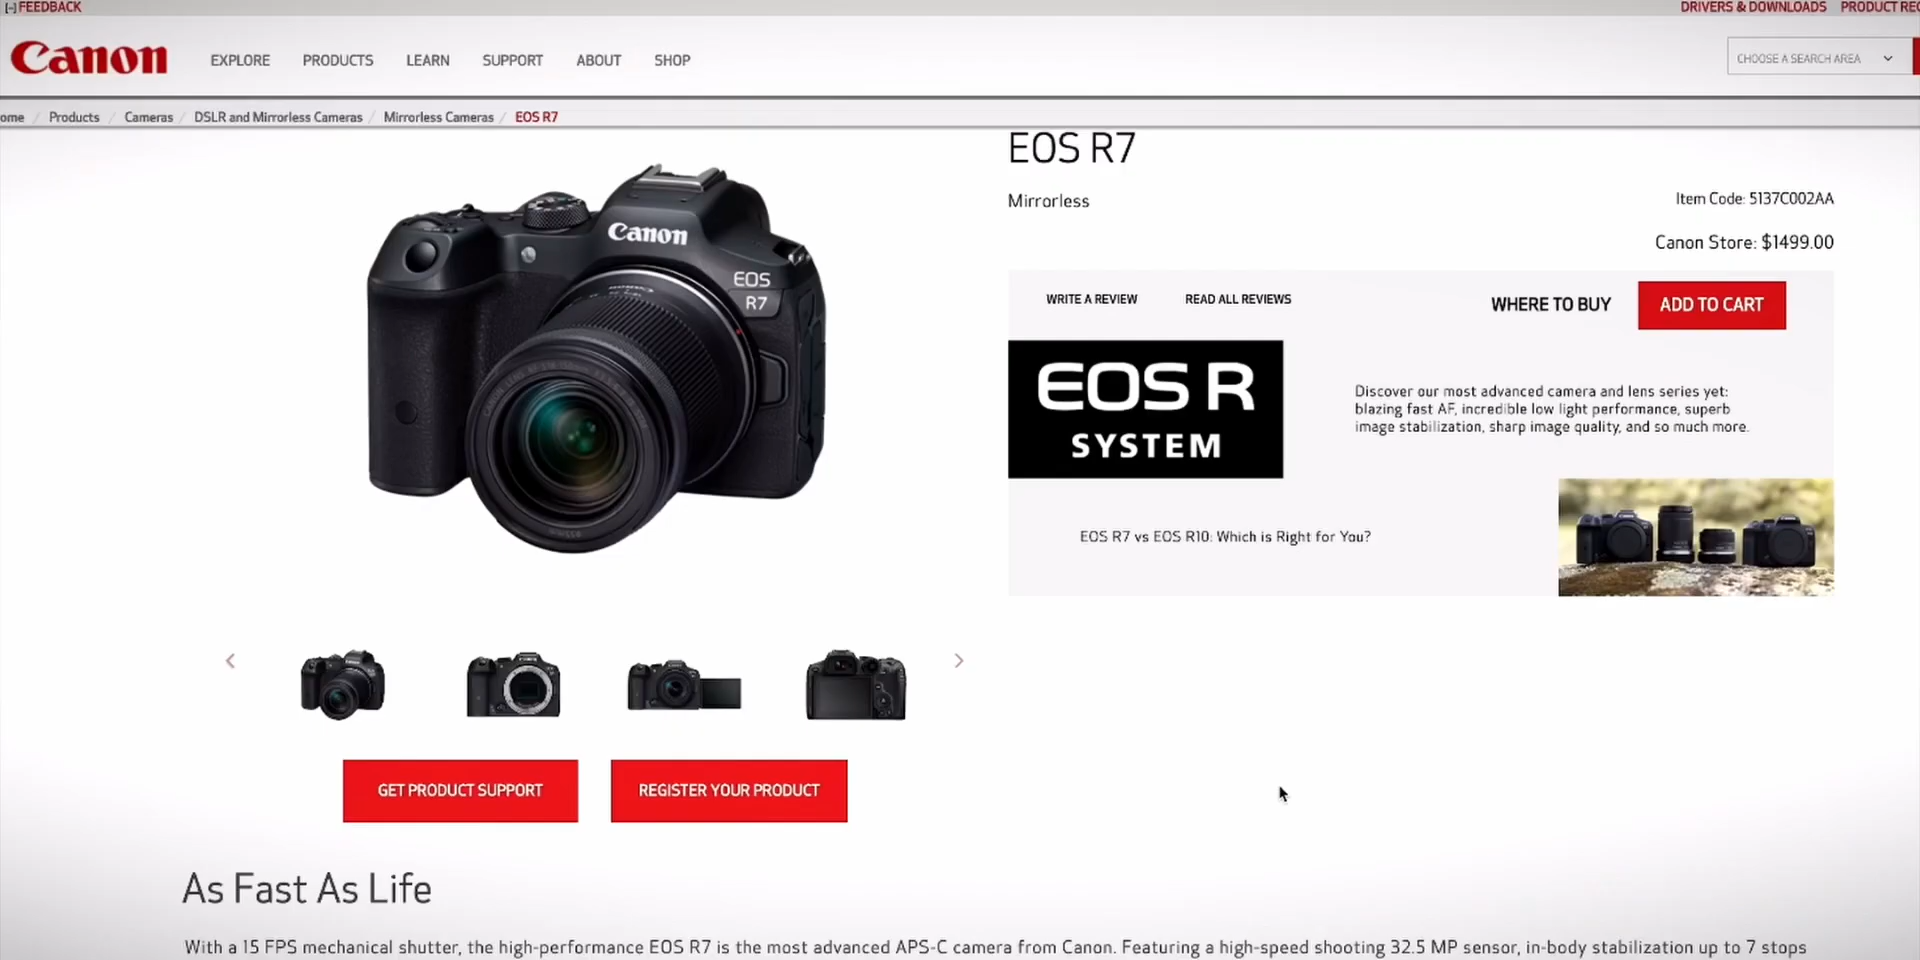 [-] FEEDBACK
DRIVERS & DOWNLOADS
PRODUCT
Canon
EXPLORE
PRODUCTS
LEARN
SUPPORT
ABOUT
SHOP
CHOOSE A SEARCH AREA
ome / Products / Cameras / DSLR and Mirrorless Cameras / Mirrorless Cameras / EOS R7
EOS R7
Mirrorless
Item Code: 5137C002AA
Canon Store: $1499.00
Canon
EOS
R7
WRITE A REVIEW
READ ALL REVIEWS
WHERE TO BUY
ADD TO CART
EOS R
SYSTEM
Discover our most advanced camera and lens series yet:
blazing fast AF, incredible low light performance, superb
image stabilization, sharp image quality, and so much more.
EOS R7 vs EOS R10: Which is Right for You?
GET PRODUCT SUPPORT
REGISTER YOUR PRODUCT
As Fast As Life
With a 15 FPS mechanical shutter, the high-performance EOS R7 is the most advanced APS-C camera from Canon. Featuring a high-speed shooting 32.5 MP sensor, in-body stabilization up to 7 stops